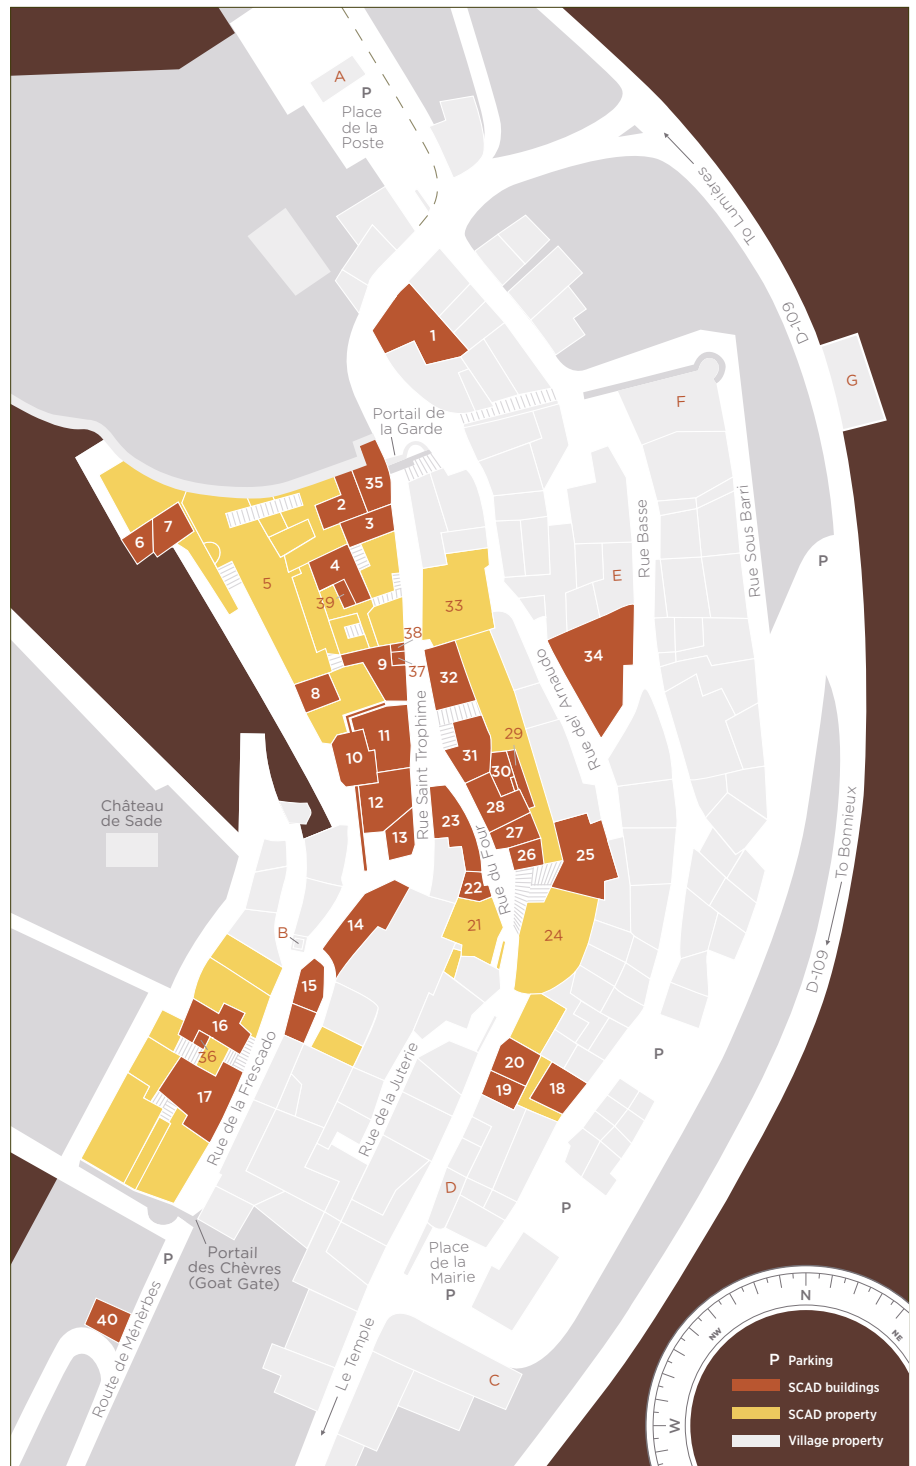 A
P
Place
de la
Poste
To Lumières
D-109
1
G
F
Portail de
la Garde
35
2
3
7
6
4
5
39
33
E
Rue Basse
Rue Sous Barri
P
38
37
9
8
32
34
Rue del' Arnaudo
Rue Saint Trophime
11
10
29
31
30
28
12
13
23
27
26
25
Château
de Sade
22
Rue du Four
21
24
14
B
15
To Bonnieux
D-109
16
36
17
Rue de la Frescado
Rue de la Juterie
20
19
18
P
D
P
Portail
des Chèvres
(Goat Gate)
P
Place
de la
Mairie
P
40
Route de Ménèrbes
Le Temple
C
N
NW
NE
W
P Parking
SCAD buildings
SCAD property
Village property